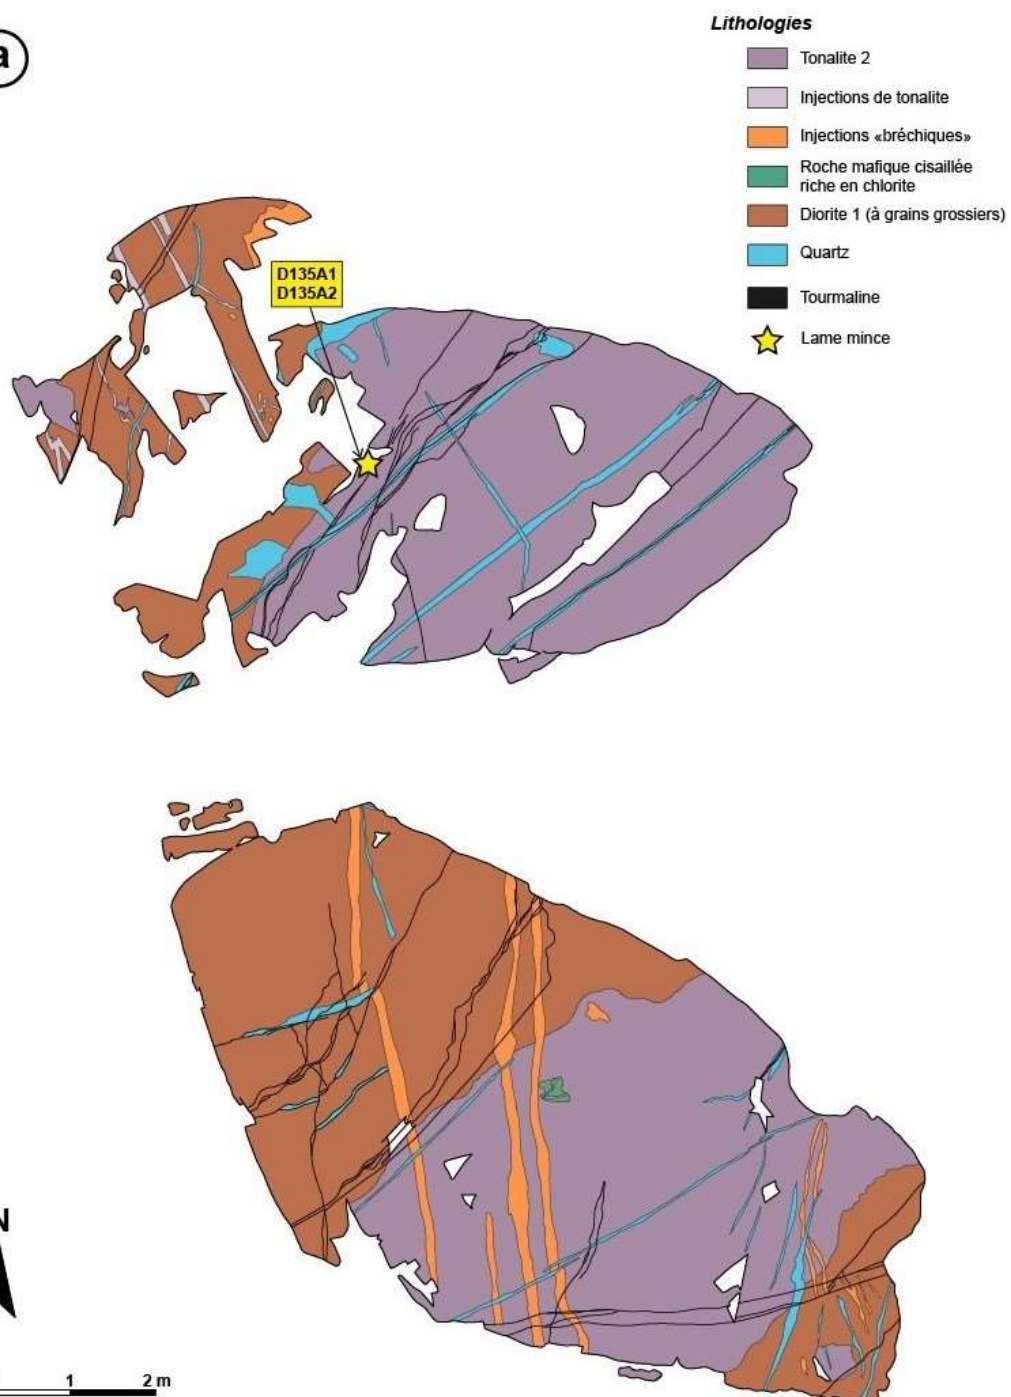 a
Lithologies
Tonalite 2
Injections de tonalite
Injections «bréchiques»
Roche mafique cisaillée
riche en chlorite
Diorite 1 (à grains grossiers)
Quartz
Tourmaline
Lame mince
D135A1
D135A2
N
1 2 m